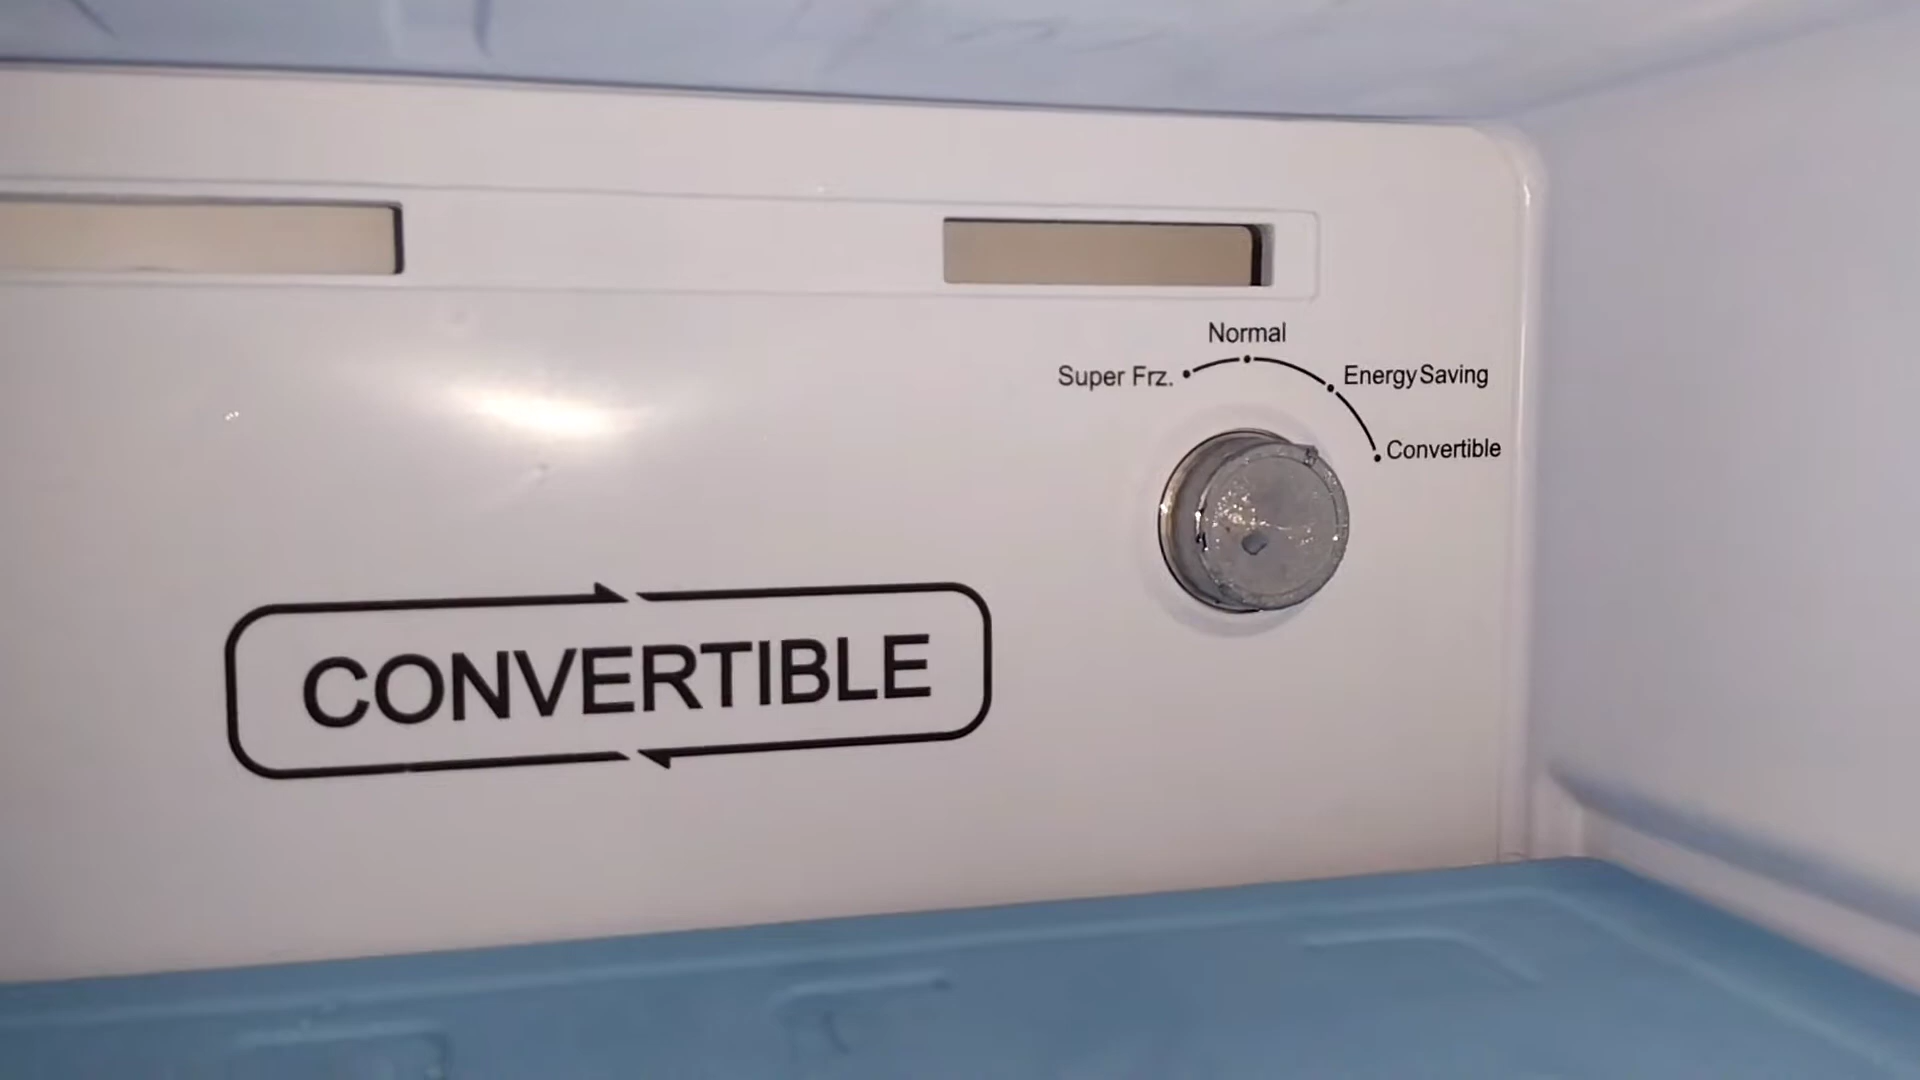 Normal
Super Frz.
Energy Saving
Convertible
CONVERTIBLE